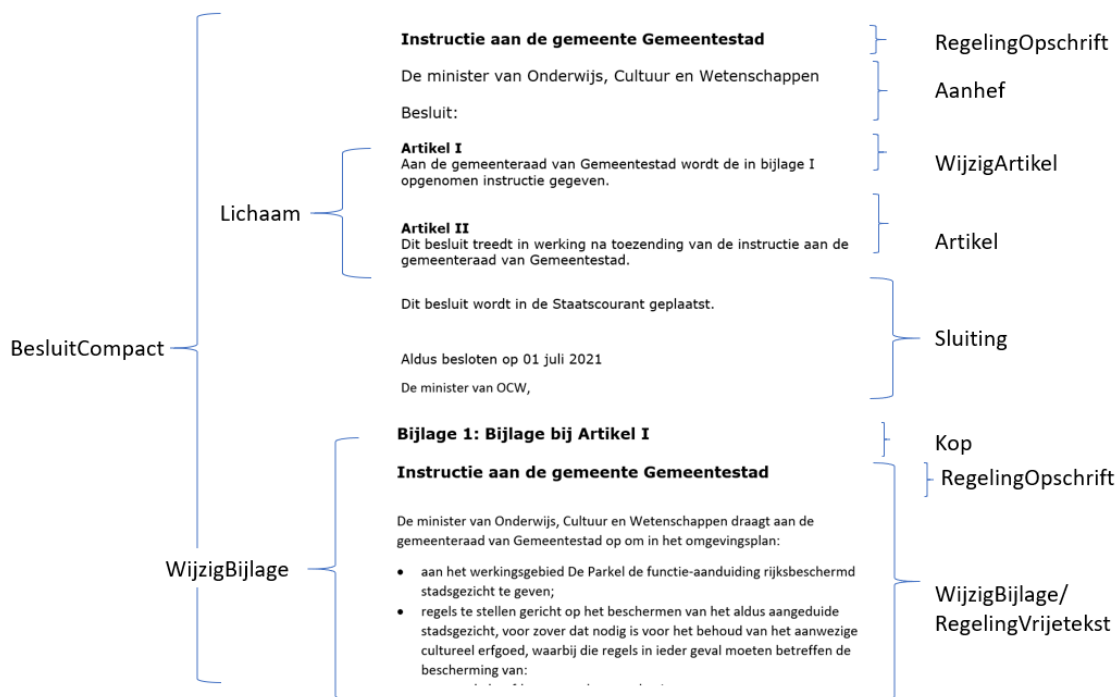 Instructie aan de gemeente Gemeentestad
RegelingOpschrift
De minister van Onderwijs, Cultuur en Wetenschappen
Aanhef
Besluit:
Artikel I
Aan de gemeenteraad van Gemeentestad wordt de in bijlage I
opgenomen instructie gegeven.
WijzigArtikel
Lichaam
Artikel II
Dit besluit treedt in werking na toezending van de instructie aan de
gemeenteraad van Gemeentestad.
Artikel
Dit besluit wordt in de Staatscourant geplaatst.
Aldus besloten op 01 juli 2021
De minister van OCW,
Sluiting
BesluitCompact
Bijlage 1: Bijlage bij Artikel I
Kop
Instructie aan de gemeente Gemeentestad
RegelingOpschrift
De minister van Onderwijs, Cultuur en Wetenschappen draagt aan de
gemeenteraad van Gemeentestad op om in het omgevingsplan:
WijzigBijlage
• aan het werkingsgebied De Parkel de functie-aanduiding rijksbeschermd
stadsgezicht te geven;
• regels te stellen gericht op het beschermen van het aldus aangeduide
stadsgezicht, voor zover dat nodig is voor het behoud van het aanwezige
cultureel erfgoed, waarbij die regels in ieder geval moeten betreffen de
bescherming van:
WijzigBijlage/
RegelingVrijetekst